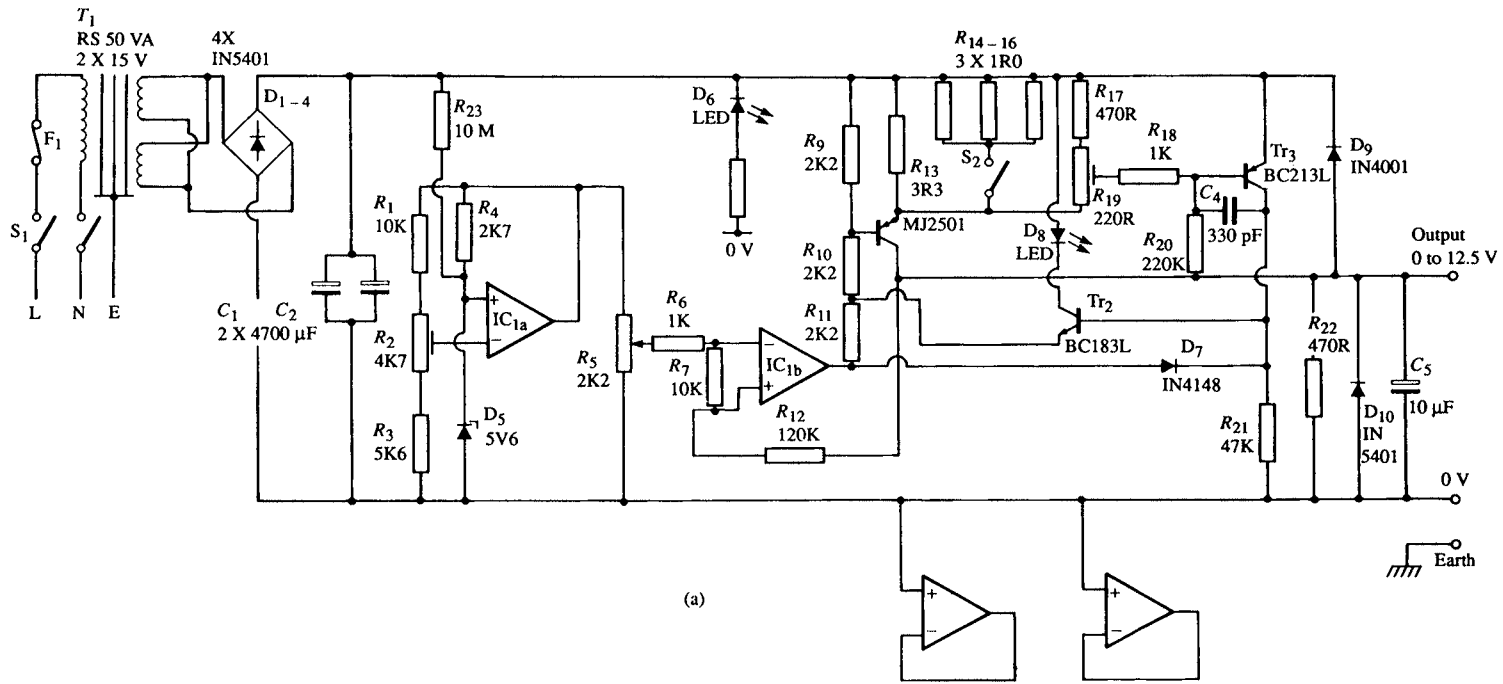 T1
RS 50 VA
2 X 15 V
4X
IN5401
D1–4
F1
S1
L
N
E
C1
C2
2 X 4700 µF
R23
10 M
R1
10K
R4
2K7
R2
4K7
R3
5K6
D5
5V6
+
−
IC1a
R5
2K2
R6
1K
R7
10K
−
+
IC1b
R12
120K
D6
LED
0 V
R9
2K2
R10
2K2
R11
2K2
R13
3R3
MJ2501
R14–16
3 X 1R0
S2
D8
LED
R17
470R
R19
220R
R18
1K
C4
330 pF
R20
220K
Tr3
BC213L
Tr2
BC183L
D7
IN4148
R21
47K
D9
IN4001
R22
470R
D10
IN
5401
C5
10 µF
Output
0 to 12.5 V
0 V
Earth
+
−
+
−
(a)